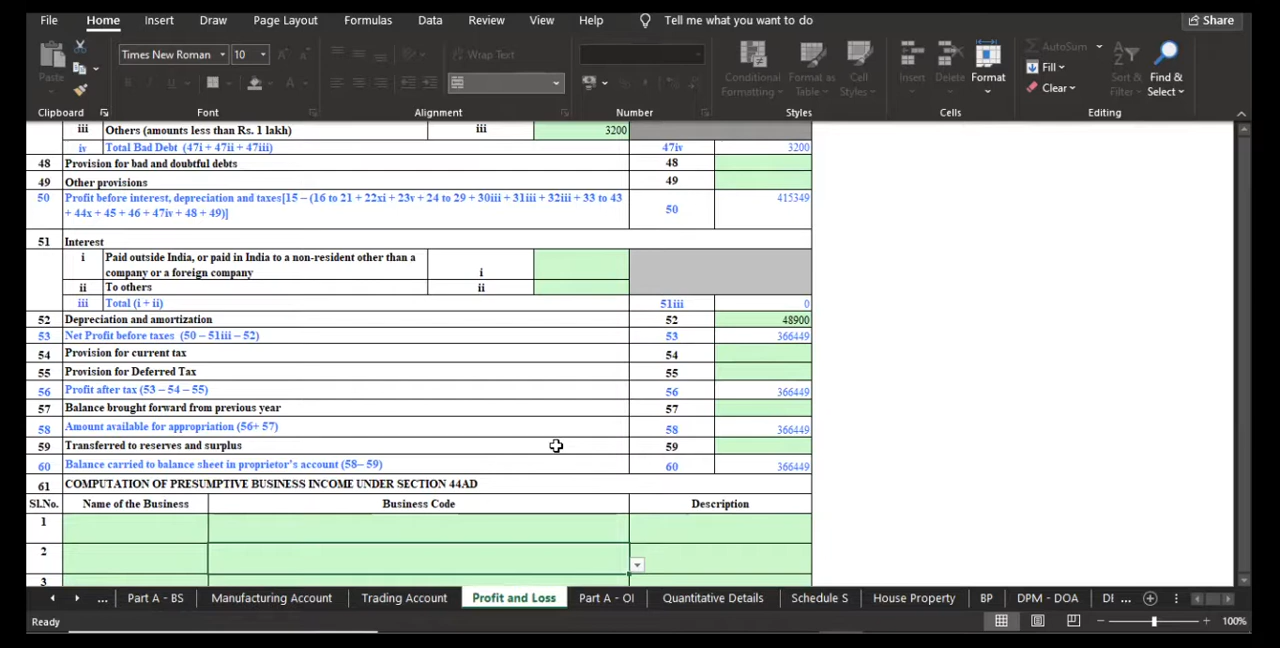 File Home Insert Draw Page Layout Formulas Data Review View Help Tell me what you want to do Share
Times New Roman 10 Wrap Text AutoSum
Paste Conditional Formatting Format as Table Cell Styles Insert Delete Format Fill Clear Sort & Filter Find & Select
Clipboard Font Alignment Number Styles Cells Editing
iii Others (amounts less than Rs. 1 lakh) iii 3200
iv Total Bad Debt (47i + 47ii + 47iii) 47iv 3200
48 Provision for bad and doubtful debts 48
49 Other provisions 49
50 Profit before interest, depreciation and taxes[15 – (16 to 21 + 22xi + 23v + 24 to 29 + 30iii + 31iii + 32iii + 33 to 43 50 415349
+ 44x + 45 + 46 + 47iv + 48 + 49)]
51 Interest
i Paid outside India, or paid in India to a non-resident other than a
company or a foreign company i
ii To others ii
iii Total (i + ii) 51iii 0
52 Depreciation and amortization 52 48900
53 Net Profit before taxes (50 – 51iii – 52) 53 366449
54 Provision for current tax 54
55 Provision for Deferred Tax 55
56 Profit after tax (53 – 54 – 55) 56 366449
57 Balance brought forward from previous year 57
58 Amount available for appropriation (56+ 57) 58 366449
59 Transferred to reserves and surplus 59
60 Balance carried to balance sheet in proprietor's account (58– 59) 60 366449
61 COMPUTATION OF PRESUMPTIVE BUSINESS INCOME UNDER SECTION 44AD
Sl.No. Name of the Business Business Code Description
1
2
3
... Part A - BS Manufacturing Account Trading Account Profit and Loss Part A - OI Quantitative Details Schedule S House Property BP DPM - DOA DI ...
Ready 100%